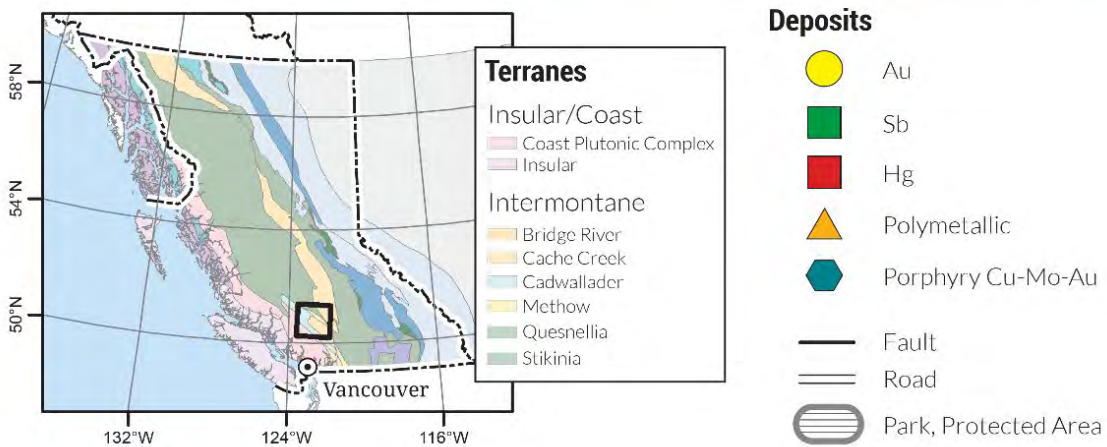 58°N
54°N
50°N
132°W
124°W
116°W
Vancouver
Terranes
Insular/Coast
Coast Plutonic Complex
Insular
Intermontane
Bridge River
Cache Creek
Cadwallader
Methow
Quesnellia
Stikinia
Deposits
Au
Sb
Hg
Polymetallic
Porphyry Cu-Mo-Au
Fault
Road
Park, Protected Area